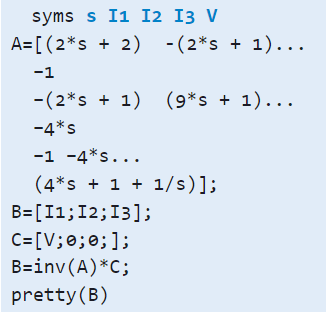 syms s I1 I2 I3 V
A=[(2*s + 2) -(2*s + 1)...
-1
-(2*s + 1) (9*s + 1)...
-4*s
-1 -4*s...
(4*s + 1 + 1/s)];
B=[I1;I2;I3];
C=[V;0;0;];
B=inv(A)*C;
pretty(B)